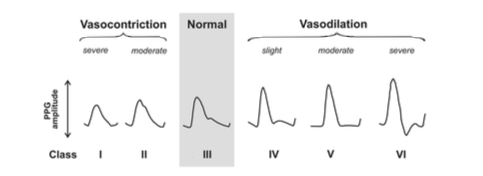 Vasocontriction Normal Vasodilation
severe moderate slight moderate severe
PPG
amplitude
Class I II III IV V VI